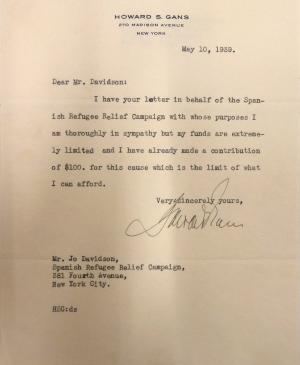 HOWARD S. GANS
270 MADISON AVENUE
NEW YORK
May 10, 1939.
Dear Mr. Davidson:
I have your letter in behalf of the Span-
ish Refugee Relief Campaign with whose purposes I
am thoroughly in sympathy but my funds are extreme-
ly limited and I have already made a contribution
of $100. for this cause which is the limit of what
I can afford.
Very sincerely yours,
Howard S. Gans
Mr. Jo Davidson,
Spanish Refugee Relief Campaign,
381 Fourth Avenue,
New York City.
HSG:ds